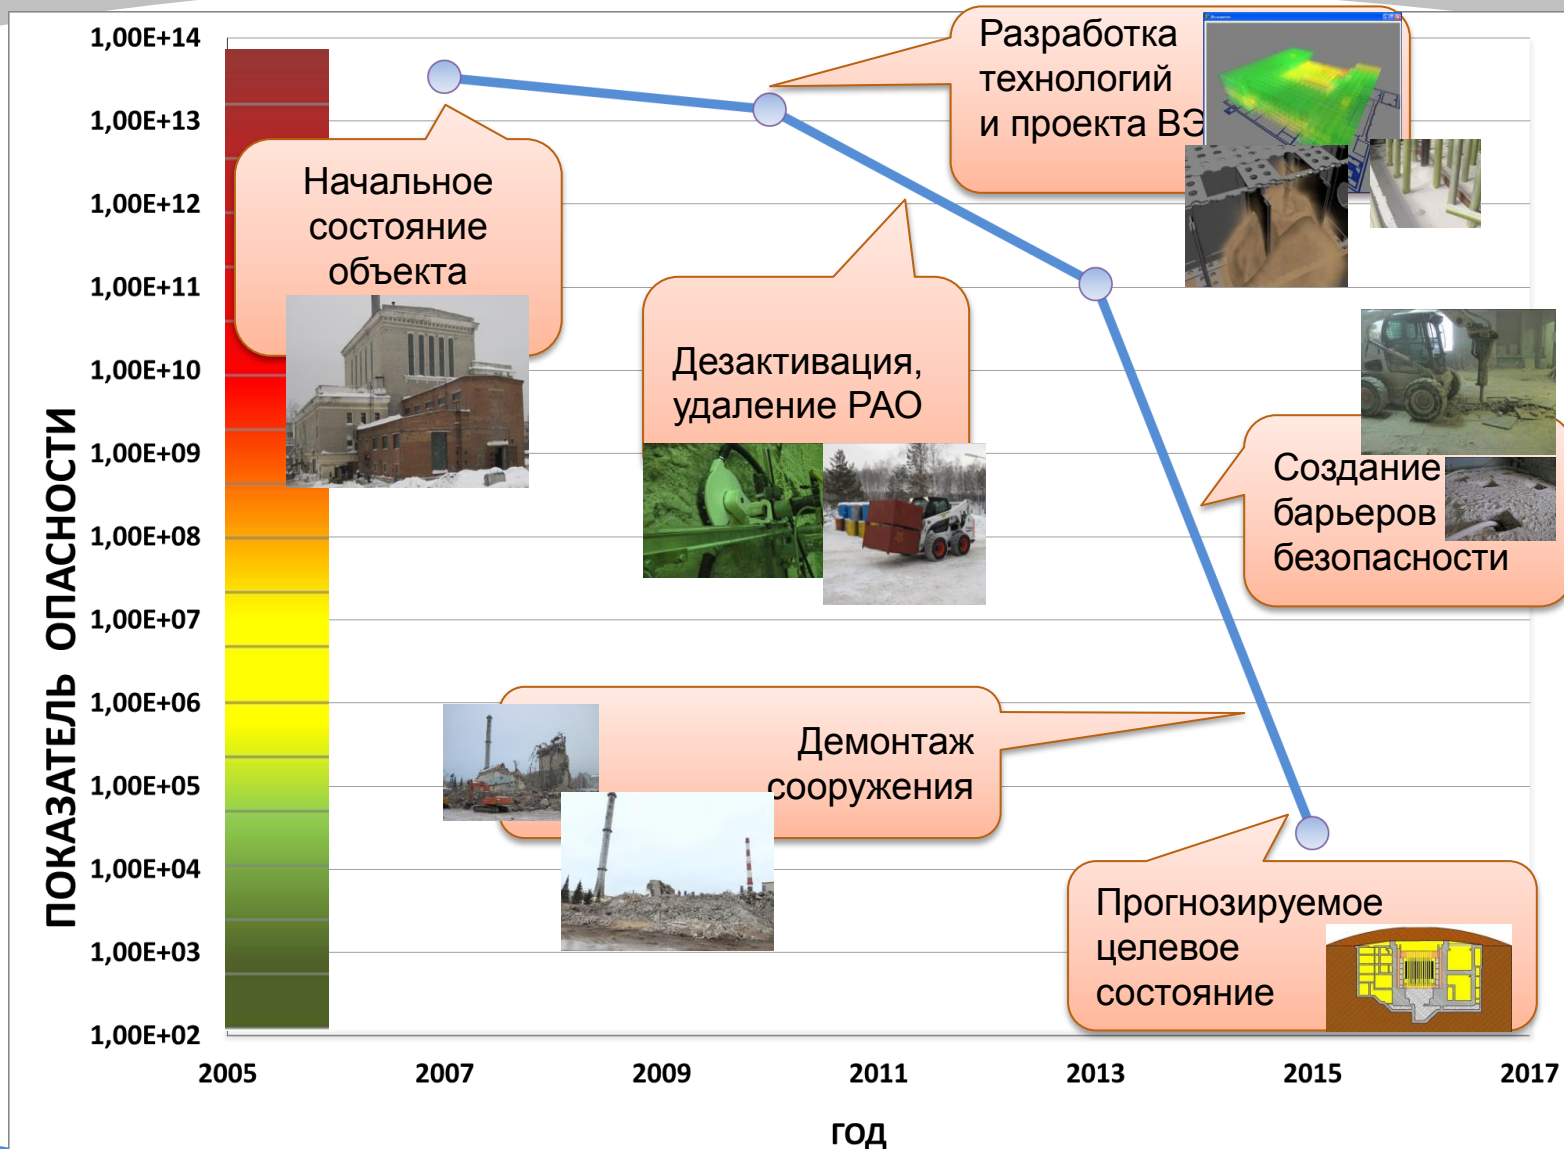 1,00E+14
1,00E+13
1,00E+12
1,00E+11
1,00E+10
1,00E+09
1,00E+08
1,00E+07
1,00E+06
1,00E+05
1,00E+04
1,00E+03
1,00E+02
ПОКАЗАТЕЛЬ ОПАСНОСТИ
Начальное
состояние
объекта
Разработка
технологий
и проекта ВЭ
Дезактивация,
удаление РАО
Создание
барьеров
безопасности
Демонтаж
сооружения
Прогнозируемое
целевое
состояние
2005 2007 2009 2011 2013 2015 2017
ГОД